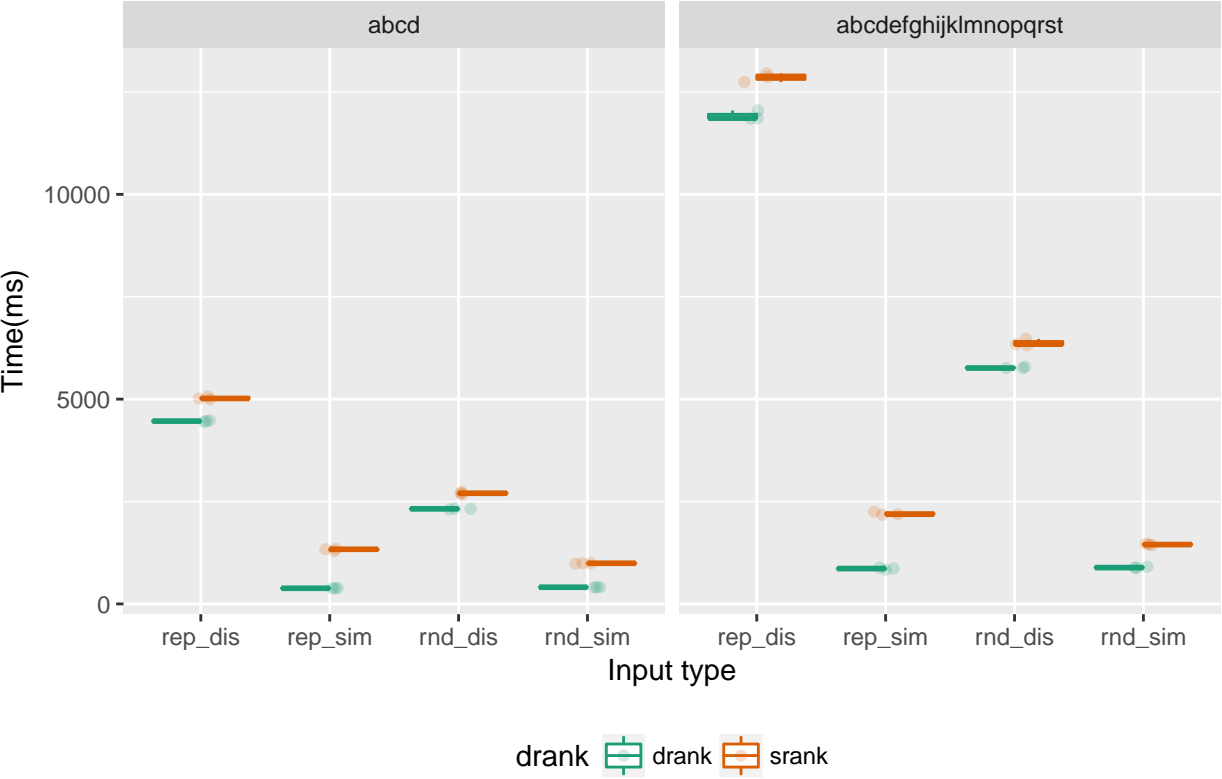 abcd
abcdefghijklmnopqrst
Time(ms)
10000
5000
0
rep_dis rep_sim rnd_dis rnd_sim
rep_dis rep_sim rnd_dis rnd_sim
Input type
drank drank srank